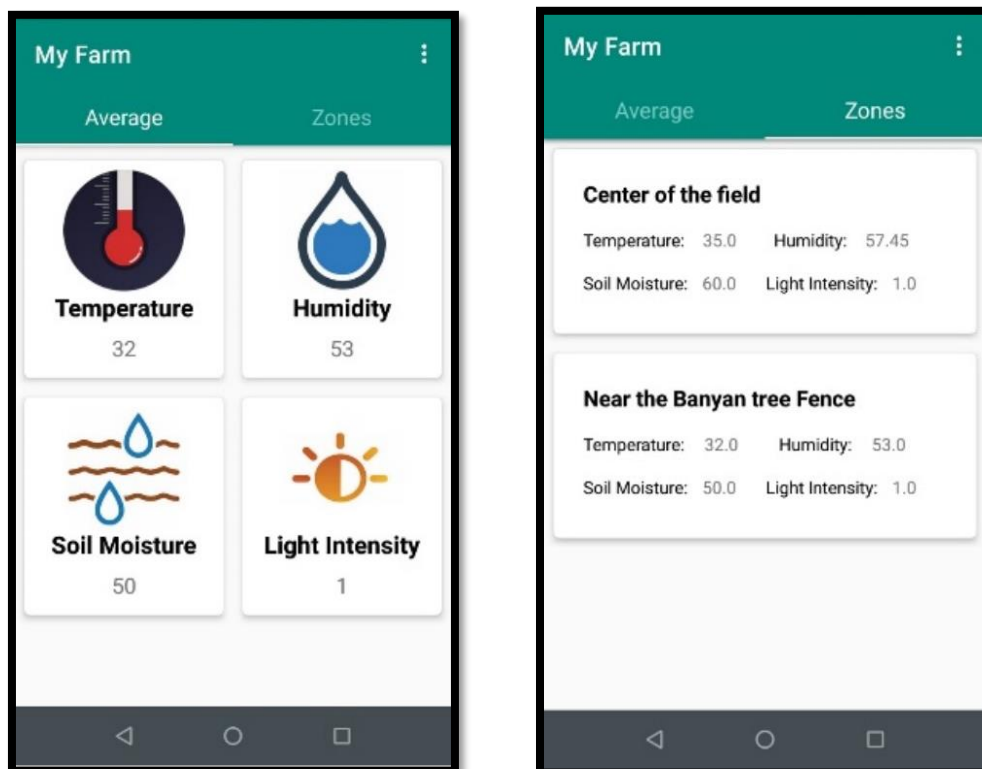 My Farm
Average Zones
Temperature
32
Humidity
53
Soil Moisture
50
Light Intensity
1
My Farm
Average Zones
Center of the field
Temperature: 35.0 Humidity: 57.45
Soil Moisture: 60.0 Light Intensity: 1.0
Near the Banyan tree Fence
Temperature: 32.0 Humidity: 53.0
Soil Moisture: 50.0 Light Intensity: 1.0